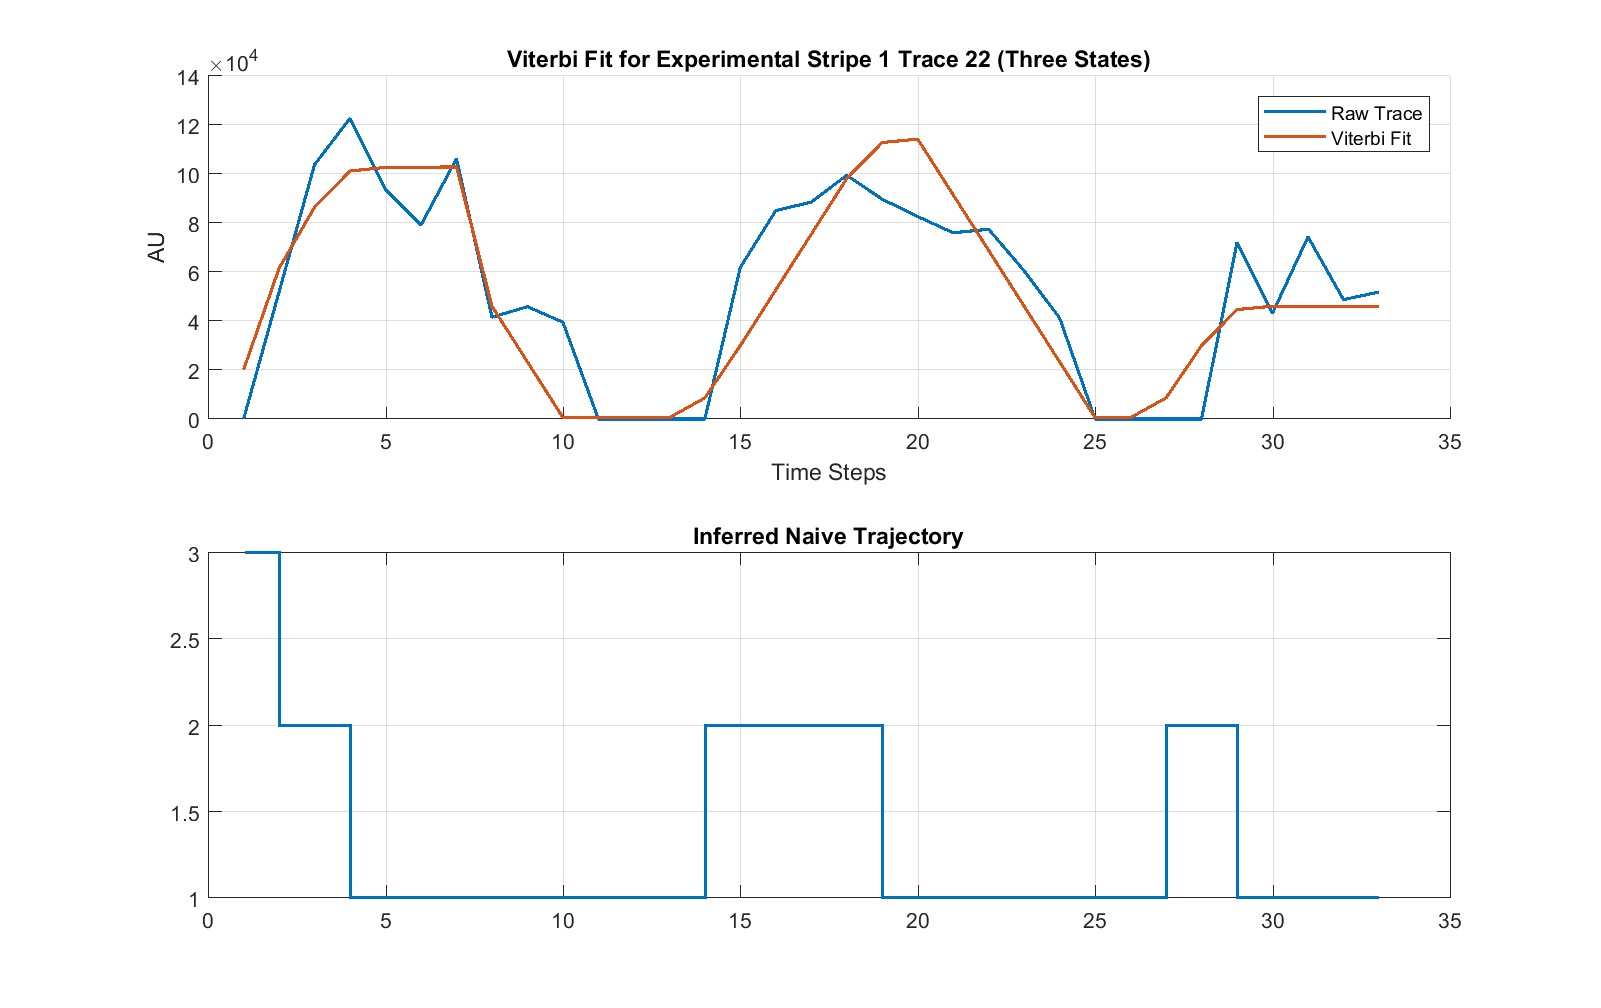 Viterbi Fit for Experimental Stripe 1 Trace 22 (Three States)
×10^4
14
12
10
8
6
4
2
0
AU
Raw Trace
Viterbi Fit
0 5 10 15 20 25 30 35
Time Steps
Inferred Naive Trajectory
3
2.5
2
1.5
1
0 5 10 15 20 25 30 35